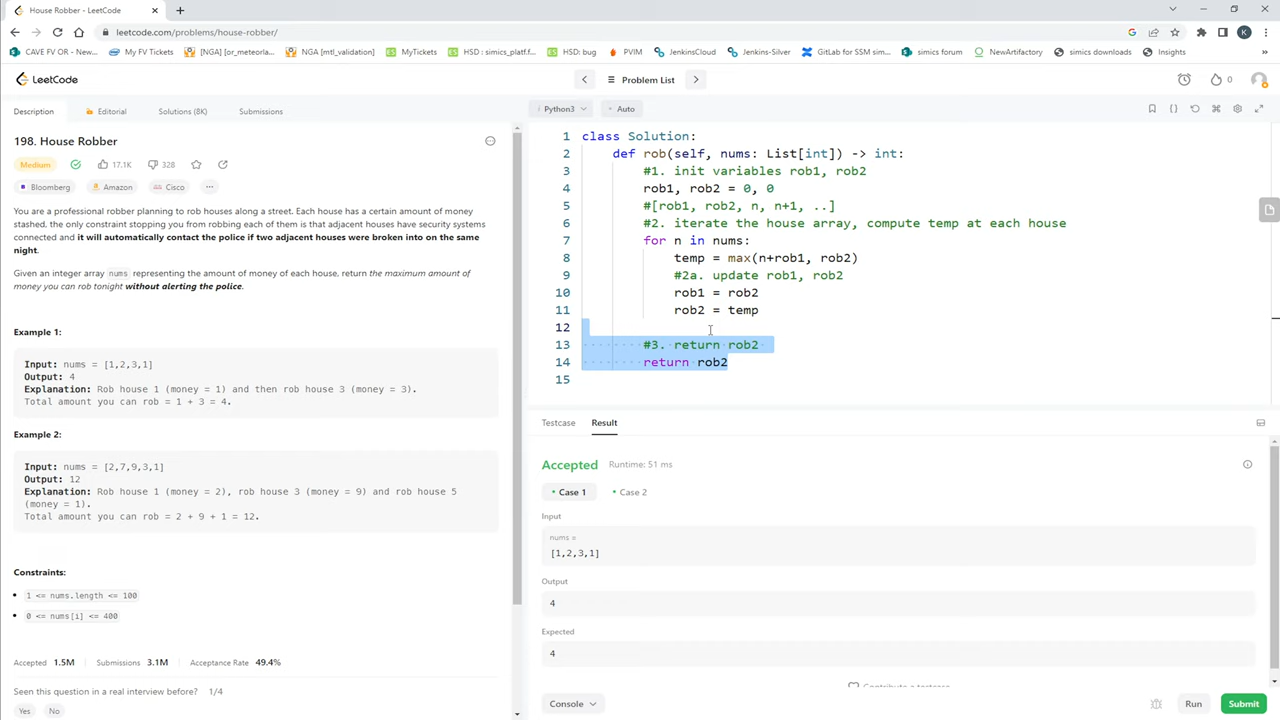 House Robber - LeetCode
leetcode.com/problems/house-robber/
CAVE FV OR - New... My FV Tickets [NGA] [or_meteorla... NGA [mtl_validation] MyTickets HSD : simics_platf... HSD: bug PVIM JenkinsCloud Jenkins-Silver GitLab for SSM sim... simics forum NewArtifactory simics downloads Insights
LeetCode
Problem List
0
Description Editorial Solutions (8K) Submissions
198. House Robber
Medium 17.1K 328
Bloomberg Amazon Cisco
You are a professional robber planning to rob houses along a street. Each house has a certain amount of money
stashed, the only constraint stopping you from robbing each of them is that adjacent houses have security systems
connected and it will automatically contact the police if two adjacent houses were broken into on the same
night.
Given an integer array nums representing the amount of money of each house, return the maximum amount of
money you can rob tonight without alerting the police.
Example 1:
Input: nums = [1,2,3,1]
Output: 4
Explanation: Rob house 1 (money = 1) and then rob house 3 (money = 3).
Total amount you can rob = 1 + 3 = 4.
Example 2:
Input: nums = [2,7,9,3,1]
Output: 12
Explanation: Rob house 1 (money = 2), rob house 3 (money = 9) and rob house 5
(money = 1).
Total amount you can rob = 2 + 9 + 1 = 12.
Constraints:
1 <= nums.length <= 100
0 <= nums[i] <= 400
Accepted 1.5M Submissions 3.1M Acceptance Rate 49.4%
Seen this question in a real interview before? 1/4
Yes No
Python3 Auto
1 class Solution:
2 def rob(self, nums: List[int]) -> int:
3 #1. init variables rob1, rob2
4 rob1, rob2 = 0, 0
5 #[rob1, rob2, n, n+1, ..]
6 #2. iterate the house array, compute temp at each house
7 for n in nums:
8 temp = max(n+rob1, rob2)
9 #2a. update rob1, rob2
10 rob1 = rob2
11 rob2 = temp
12
13 #3. return rob2
14 return rob2
15
Testcase Result
Accepted Runtime: 51 ms
Case 1 Case 2
Input
nums =
[1,2,3,1]
Output
4
Expected
4
Contribute a testcase
Console Run Submit
K